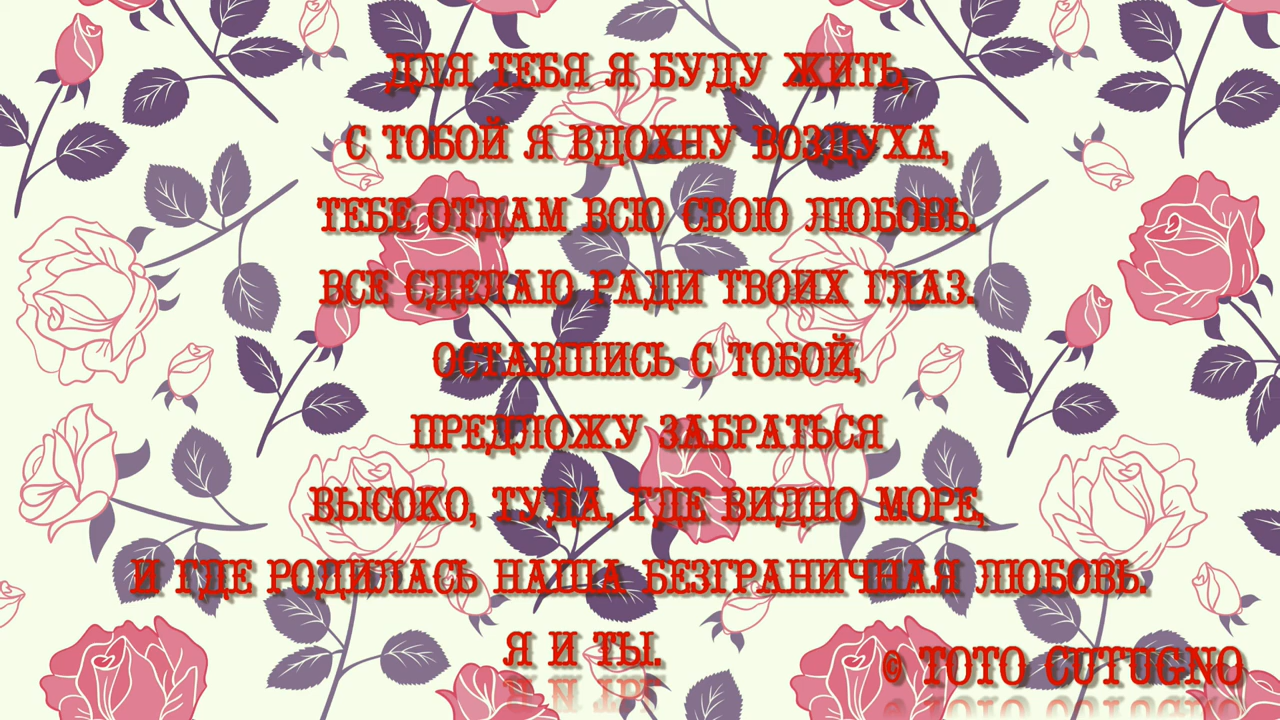 ДЛЯ ТЕБЯ Я БУДУ ЖИТЬ,
С ТОБОЙ Я ВДОХНУ ВОЗДУХА,
ТЕБЕ ОТДАМ ВСЮ СВОЮ ЛЮБОВЬ.
ВСЕ СДЕЛАЮ РАДИ ТВОИХ ГЛАЗ.
ОСТАВШИСЬ С ТОБОЙ,
ПРЕДЛОЖУ ЗАБРАТЬСЯ
ВЫСОКО, ТУДА, ГДЕ ВИДНО МОРЕ,
И ГДЕ РОДИЛАСЬ НАША БЕЗГРАНИЧНАЯ ЛЮБОВЬ.
Я И ТЫ.
© TOTO CUTUGNO